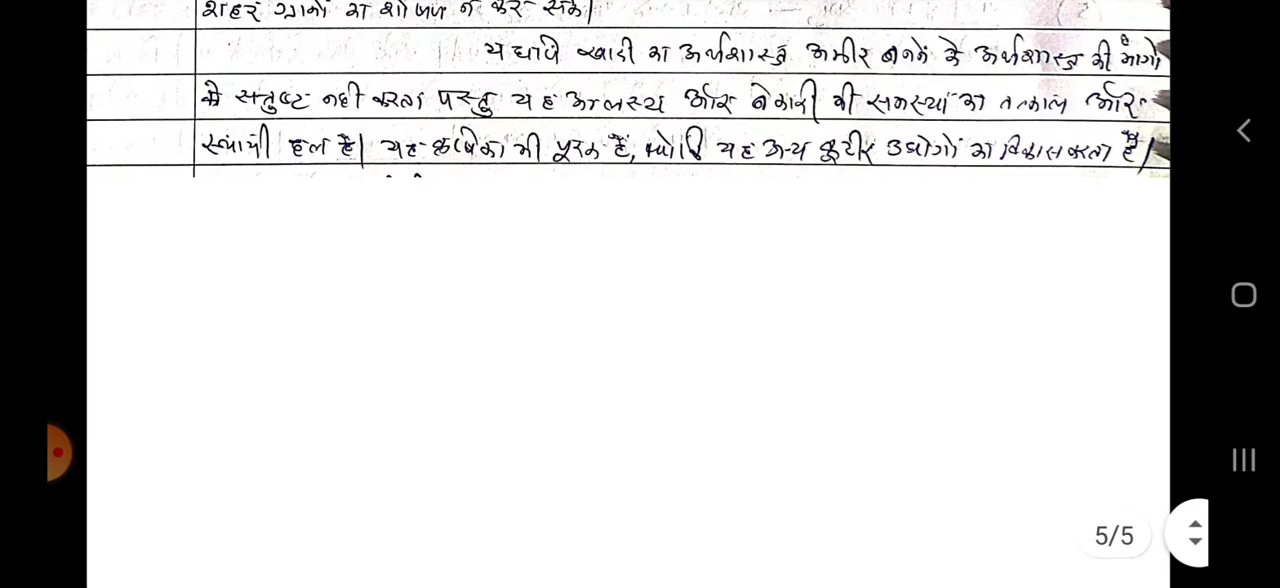 शहर ग्रामों का शोषण न कर सके।
यद्यपि खादी का अर्थशास्त्र अमीर बनने के अर्थशास्त्र की मांगो
को सन्तुष्ट नही करता परन्तु यह आलस्य और बेकारी की समस्या का तत्काल और
स्थायी हल है। यह कृषि का भी पूरक है, क्योंकि यह अन्य कुटीर उद्योगों का विकास करता है।
5/5